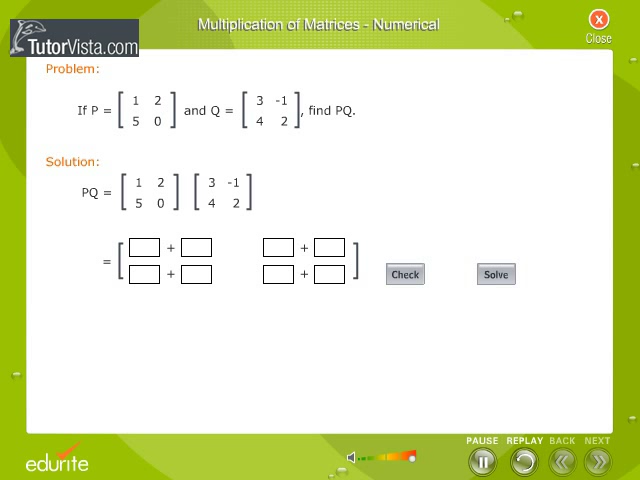 Multiplication of Matrices - Numerical
X
Close
TutorVista.com
Problem:
If P = [ 1 2 ] and Q = [ 3 -1 ], find PQ.
5 0 4 2
Solution:
PQ = [ 1 2 ] [ 3 -1 ]
5 0 4 2
= [ + + ]
+ +
Check Solve
PAUSE REPLAY BACK NEXT
edurite